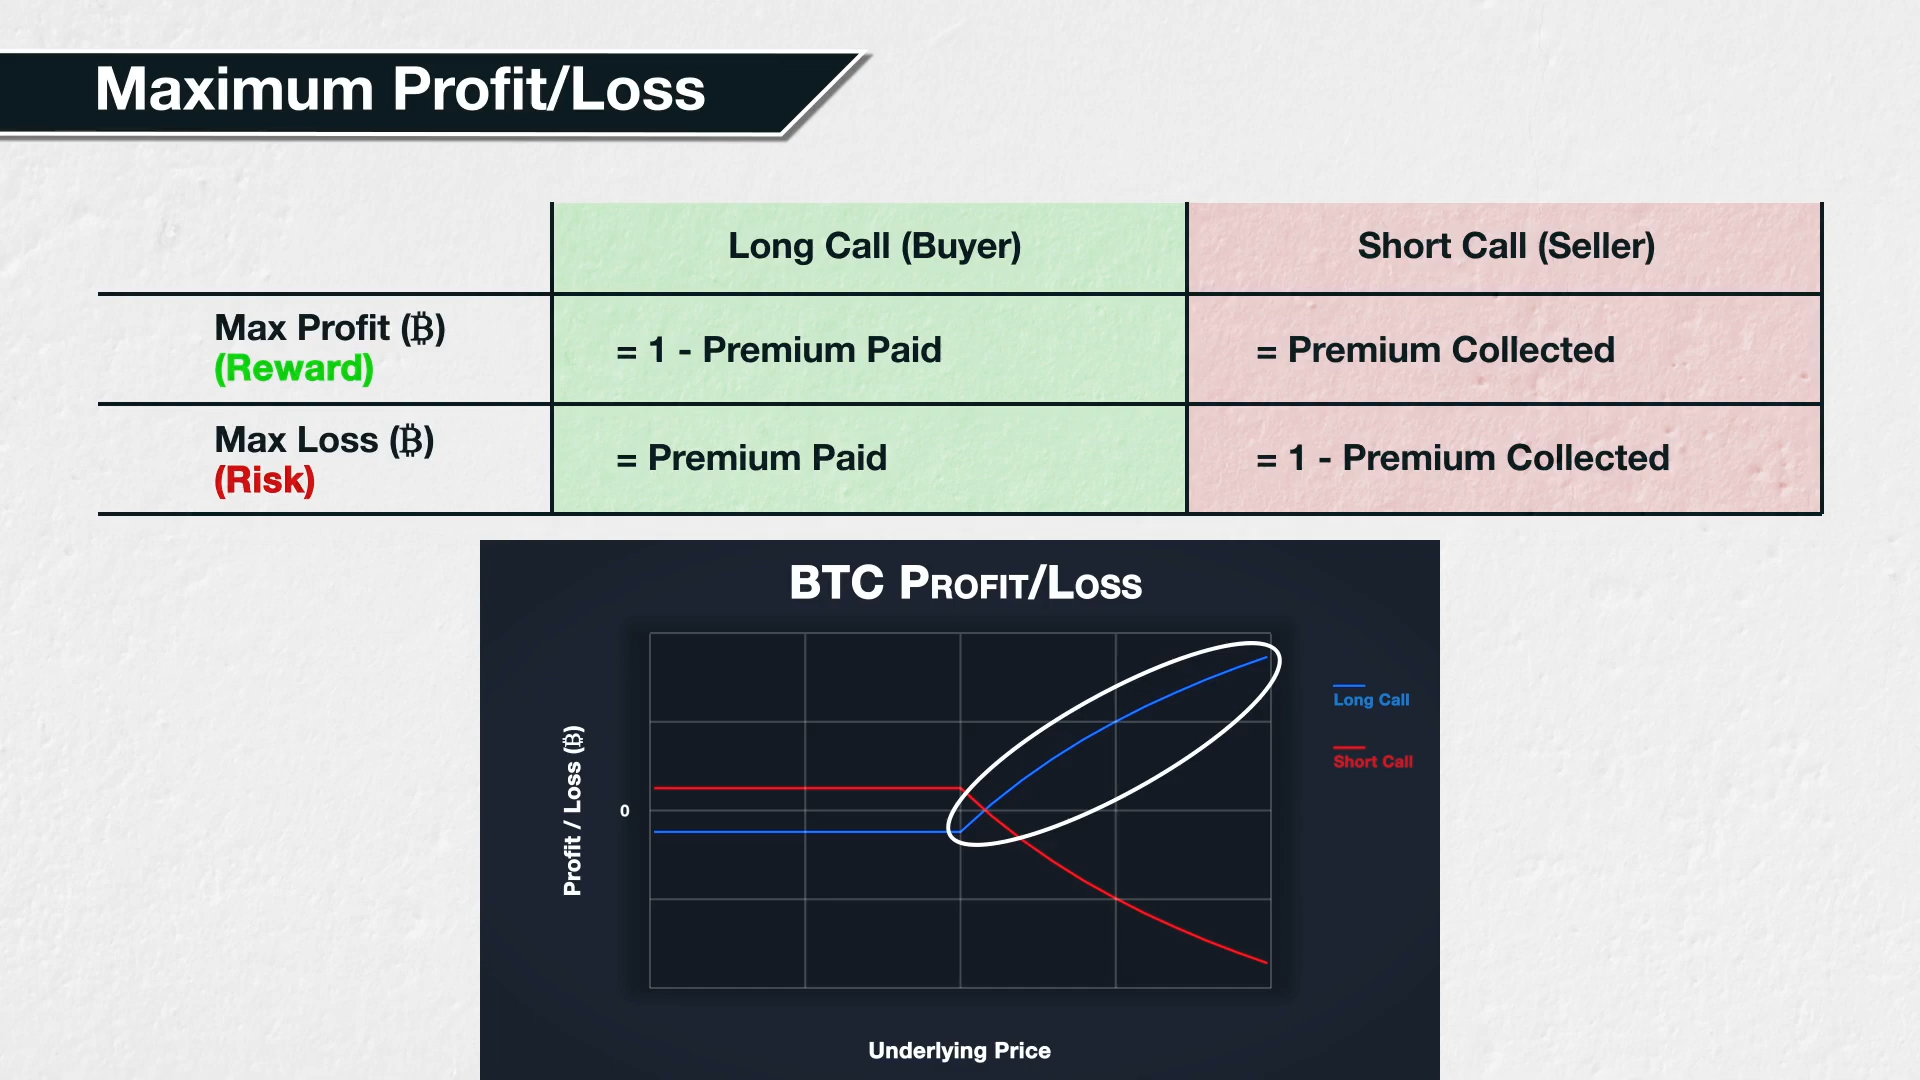 Maximum Profit/Loss
Long Call (Buyer)
Short Call (Seller)
Max Profit (₿)
(Reward)
= 1 - Premium Paid
= Premium Collected
Max Loss (₿)
(Risk)
= Premium Paid
= 1 - Premium Collected
BTC Profit/Loss
Profit / Loss (₿)
0
Long Call
Short Call
Underlying Price